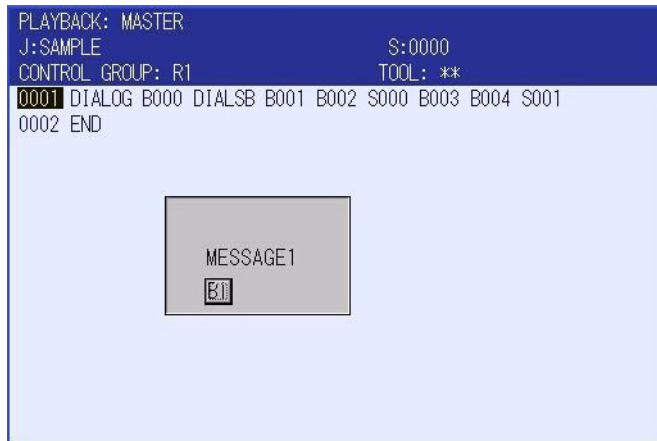 PLAYBACK: MASTER
J:SAMPLE S:0000
CONTROL GROUP: R1 TOOL: **
0001 DIALOG B000 DIALSB B001 B002 S000 B003 B004 S001
0002 END
MESSAGE1
B1